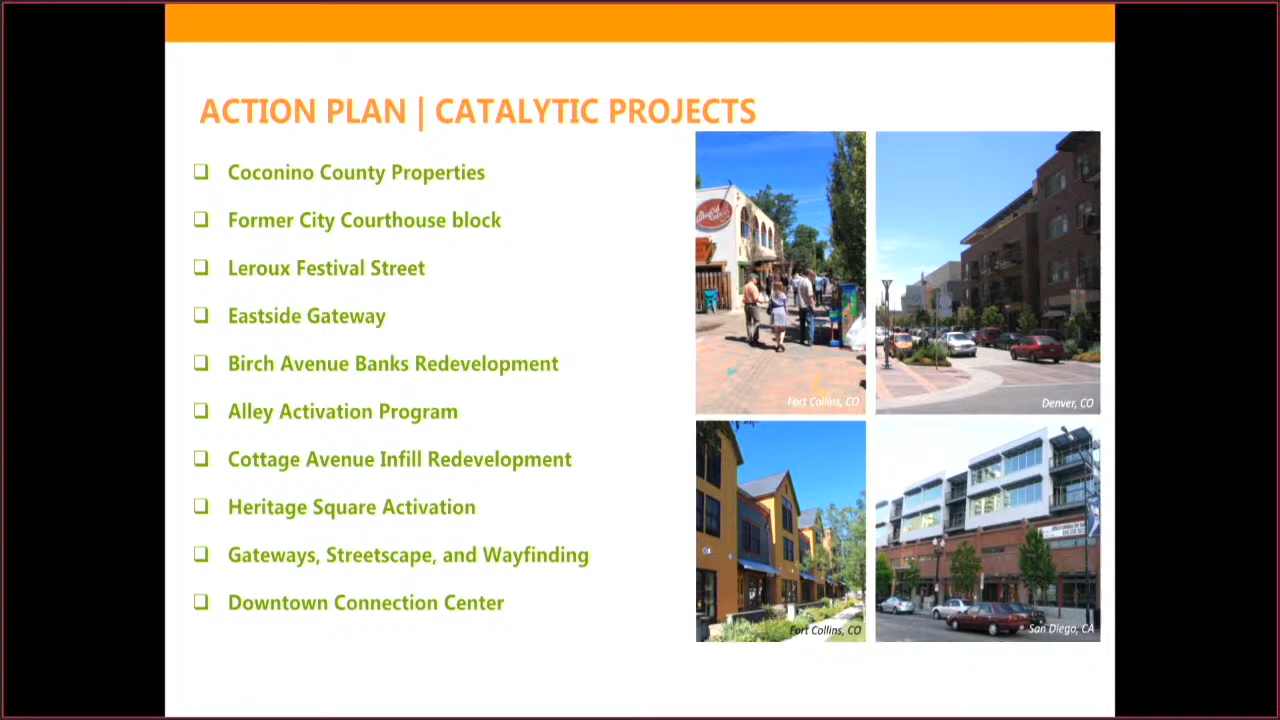 ACTION PLAN | CATALYTIC PROJECTS
❑ Coconino County Properties
❑ Former City Courthouse block
❑ Leroux Festival Street
❑ Eastside Gateway
❑ Birch Avenue Banks Redevelopment
❑ Alley Activation Program
❑ Cottage Avenue Infill Redevelopment
❑ Heritage Square Activation
❑ Gateways, Streetscape, and Wayfinding
❑ Downtown Connection Center
Fort Collins, CO
Denver, CO
Fort Collins, CO
San Diego, CA